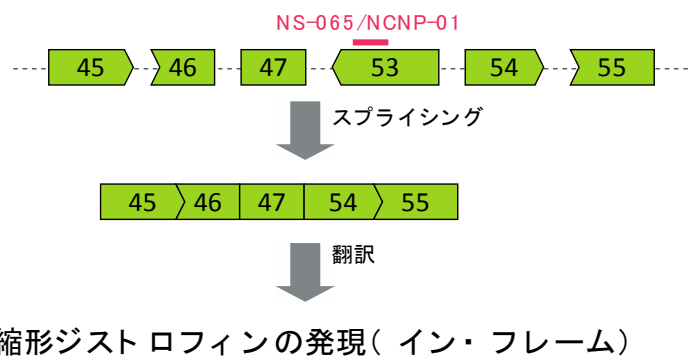 NS-065/NCNP-01
45 46 47 53 54 55
スプライシング
45 46 47 54 55
翻訳
縮形ジストロフィンの発現(イン・フレーム)